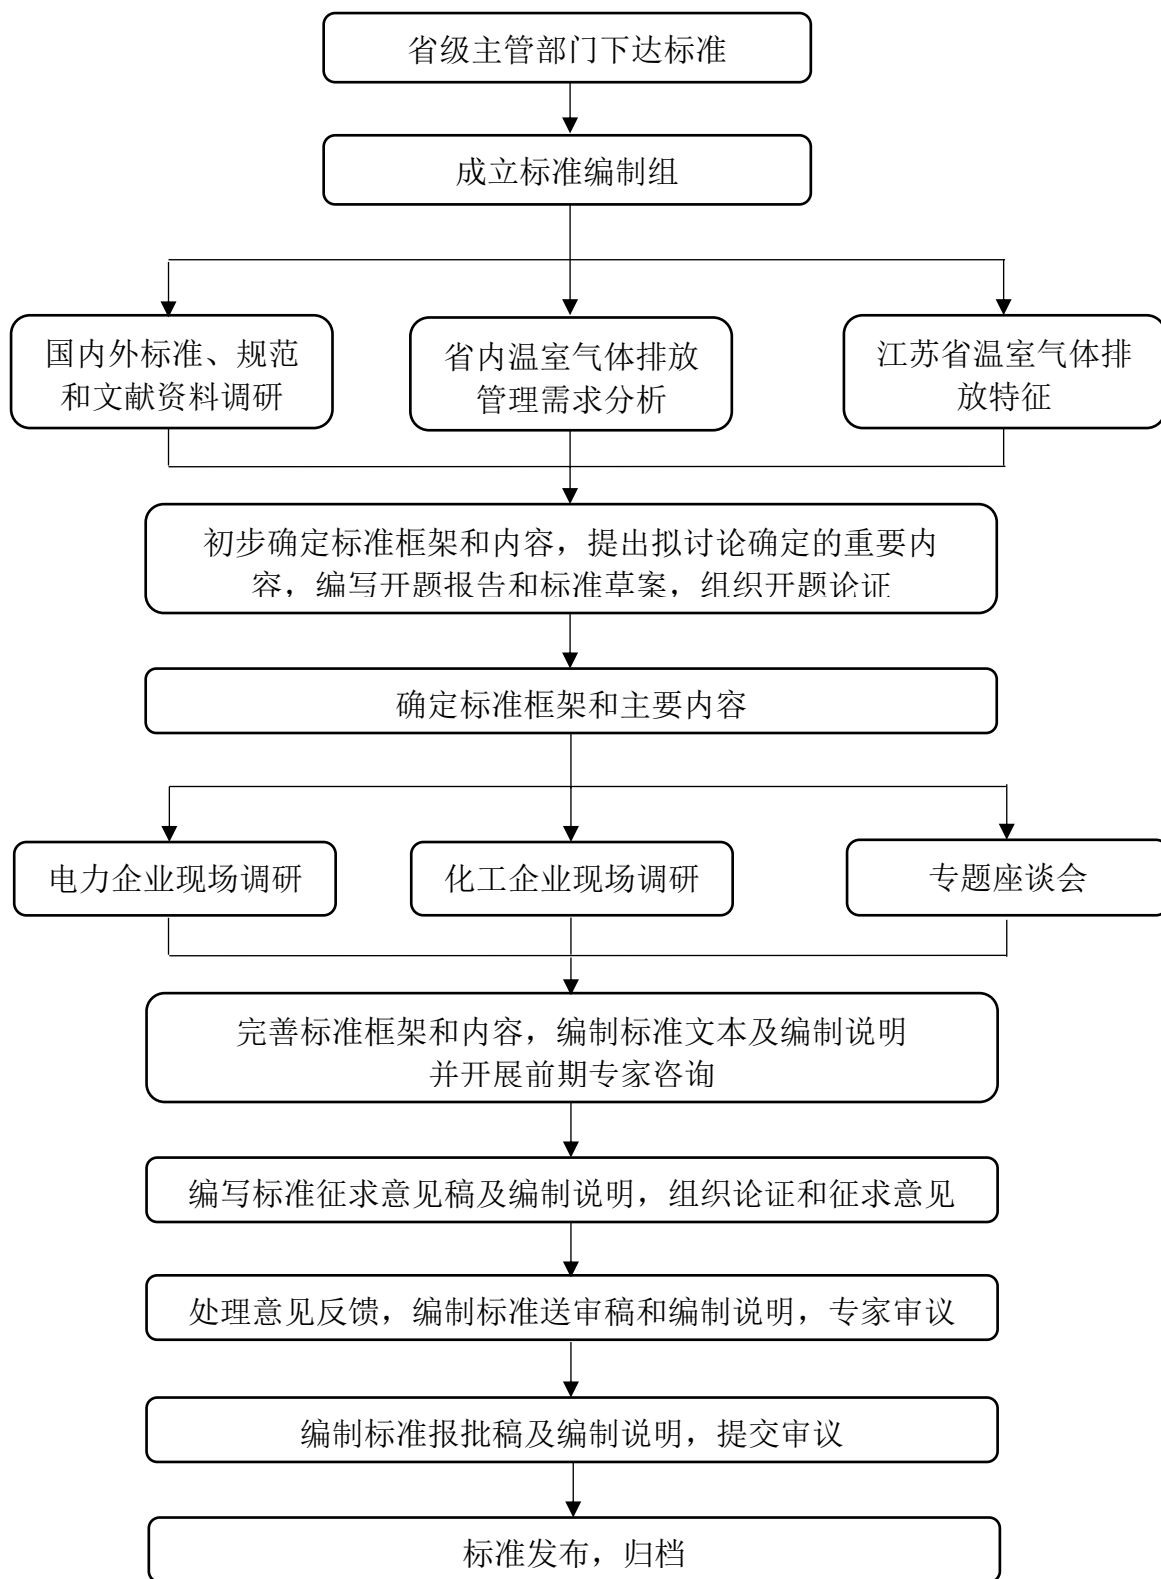 省级主管部门下达标准
成立标准编制组
国内外标准、规范
和文献资料调研
省内温室气体排放
管理需求分析
江苏省温室气体排
放特征
初步确定标准框架和内容，提出拟讨论确定的重要内
容，编写开题报告和标准草案，组织开题论证
确定标准框架和主要内容
电力企业现场调研
化工企业现场调研
专题座谈会
完善标准框架和内容，编制标准文本及编制说明
并开展前期专家咨询
编写标准征求意见稿及编制说明，组织论证和征求意见
处理意见反馈，编制标准送审稿和编制说明，专家审议
编制标准报批稿及编制说明，提交审议
标准发布，归档